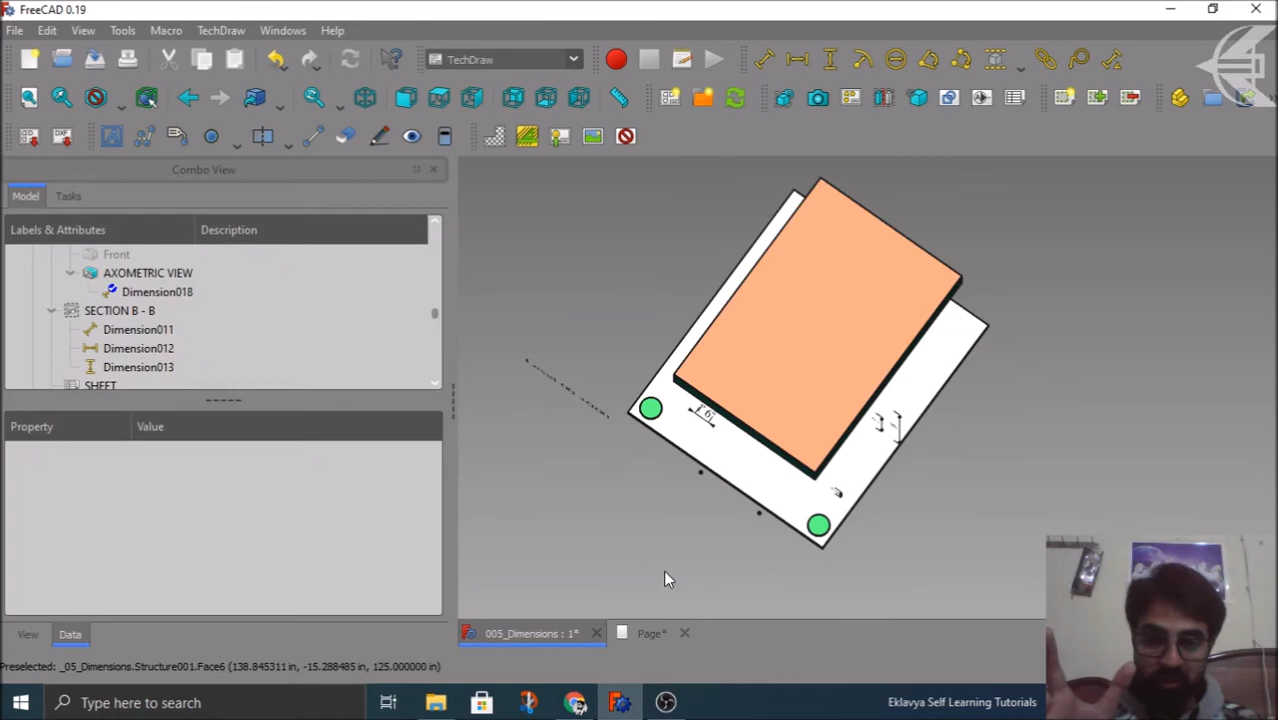 FreeCAD 0.19
File Edit View Tools Macro TechDraw Windows Help
TechDraw
Combo View
Model Tasks
Labels & Attributes Description
Front
AXOMETRIC VIEW
Dimension018
SECTION B - B
Dimension011
Dimension012
Dimension013
SHEET
Property Value
View Data
005_Dimensions : 1* Page*
Preselected: _05_Dimensions.Structure001.Face6 (138.845311 in, -15.288485 in, 125.000000 in)
Type here to search
Eklavya Self Learning Tutorials